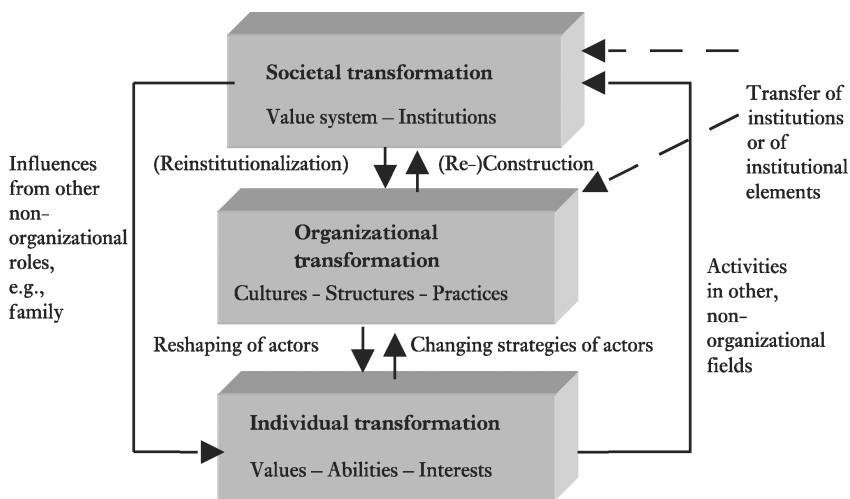 Societal transformation
Value system – Institutions
Transfer of
institutions
or of
institutional
elements
(Reinstitutionalization)
(Re-)Construction
Influences
from other
non-
organizational
roles,
e.g.,
family
Organizational
transformation
Cultures - Structures - Practices
Activities
in other,
non-
organizational
fields
Reshaping of actors
Changing strategies of actors
Individual transformation
Values – Abilities – Interests